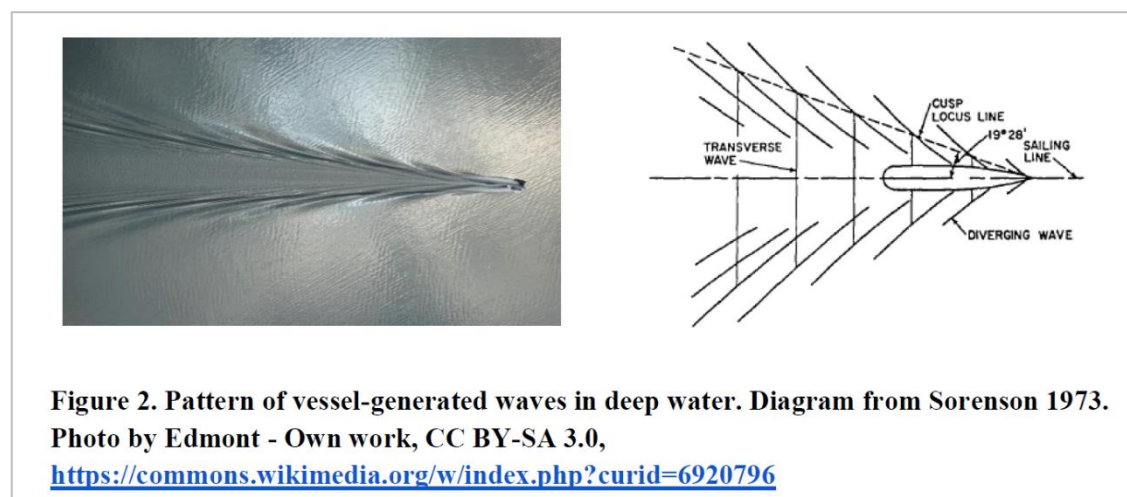 CUSP
LOCUS LINE
19° 28'
SAILING
LINE
TRANSVERSE
WAVE
DIVERGING WAVE
Figure 2. Pattern of vessel-generated waves in deep water. Diagram from Sorenson 1973.
Photo by Edmont - Own work, CC BY-SA 3.0,
https://commons.wikimedia.org/w/index.php?curid=6920796